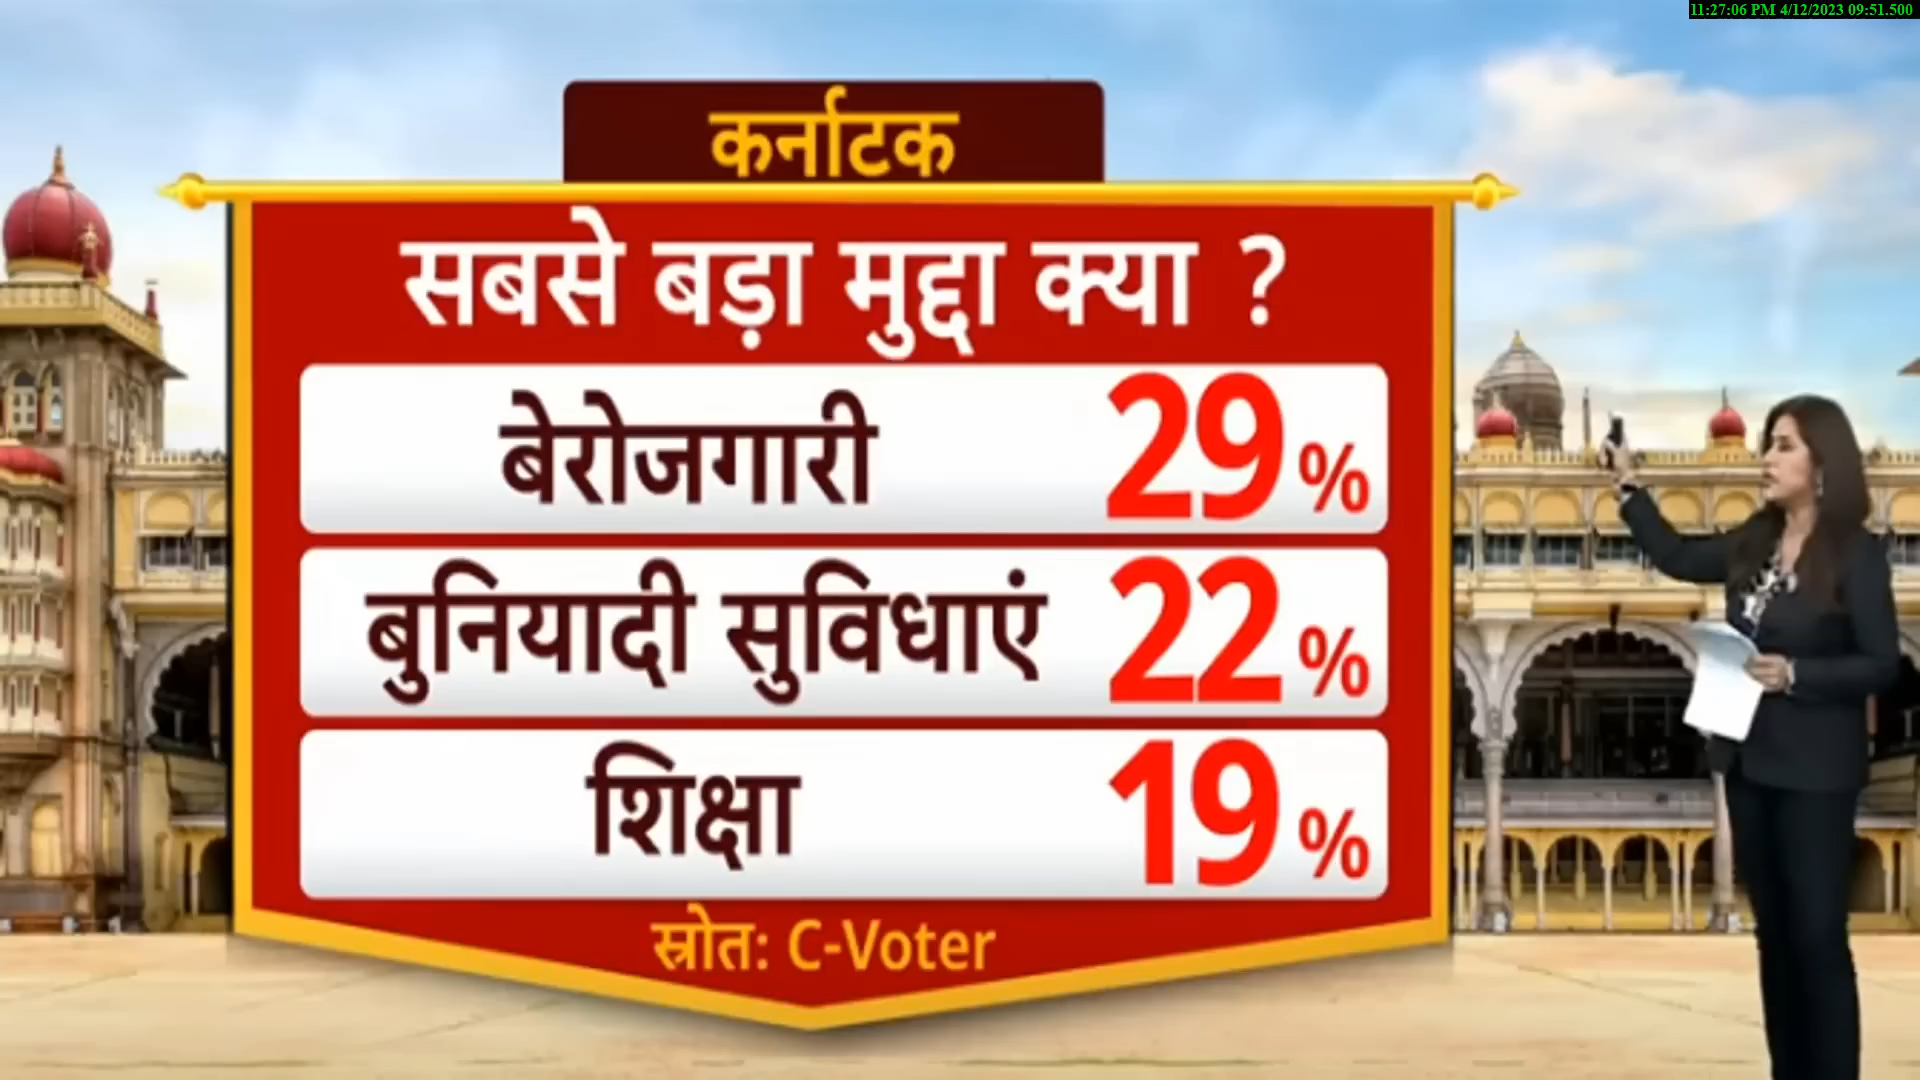 11:27:06 PM 4/12/2023 09:51.500
कर्नाटक
सबसे बड़ा मुद्दा क्या ?
बेरोजगारी 29 %
बुनियादी सुविधाएं 22 %
शिक्षा 19 %
स्रोत: C-Voter